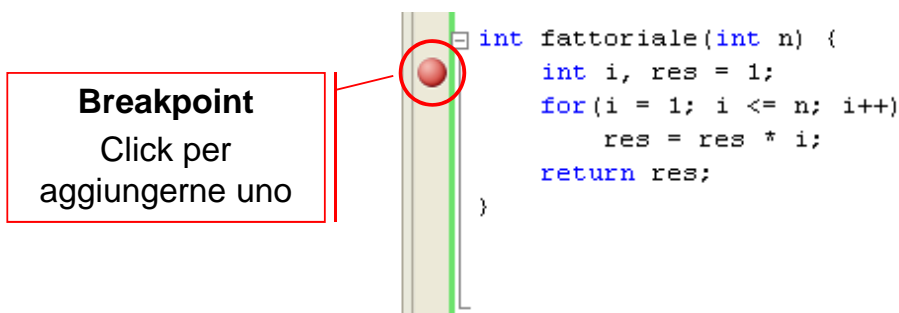 Breakpoint
Click per
aggiungerne uno
int fattoriale(int n) {
int i, res = 1;
for(i = 1; i <= n; i++)
res = res * i;
return res;
}